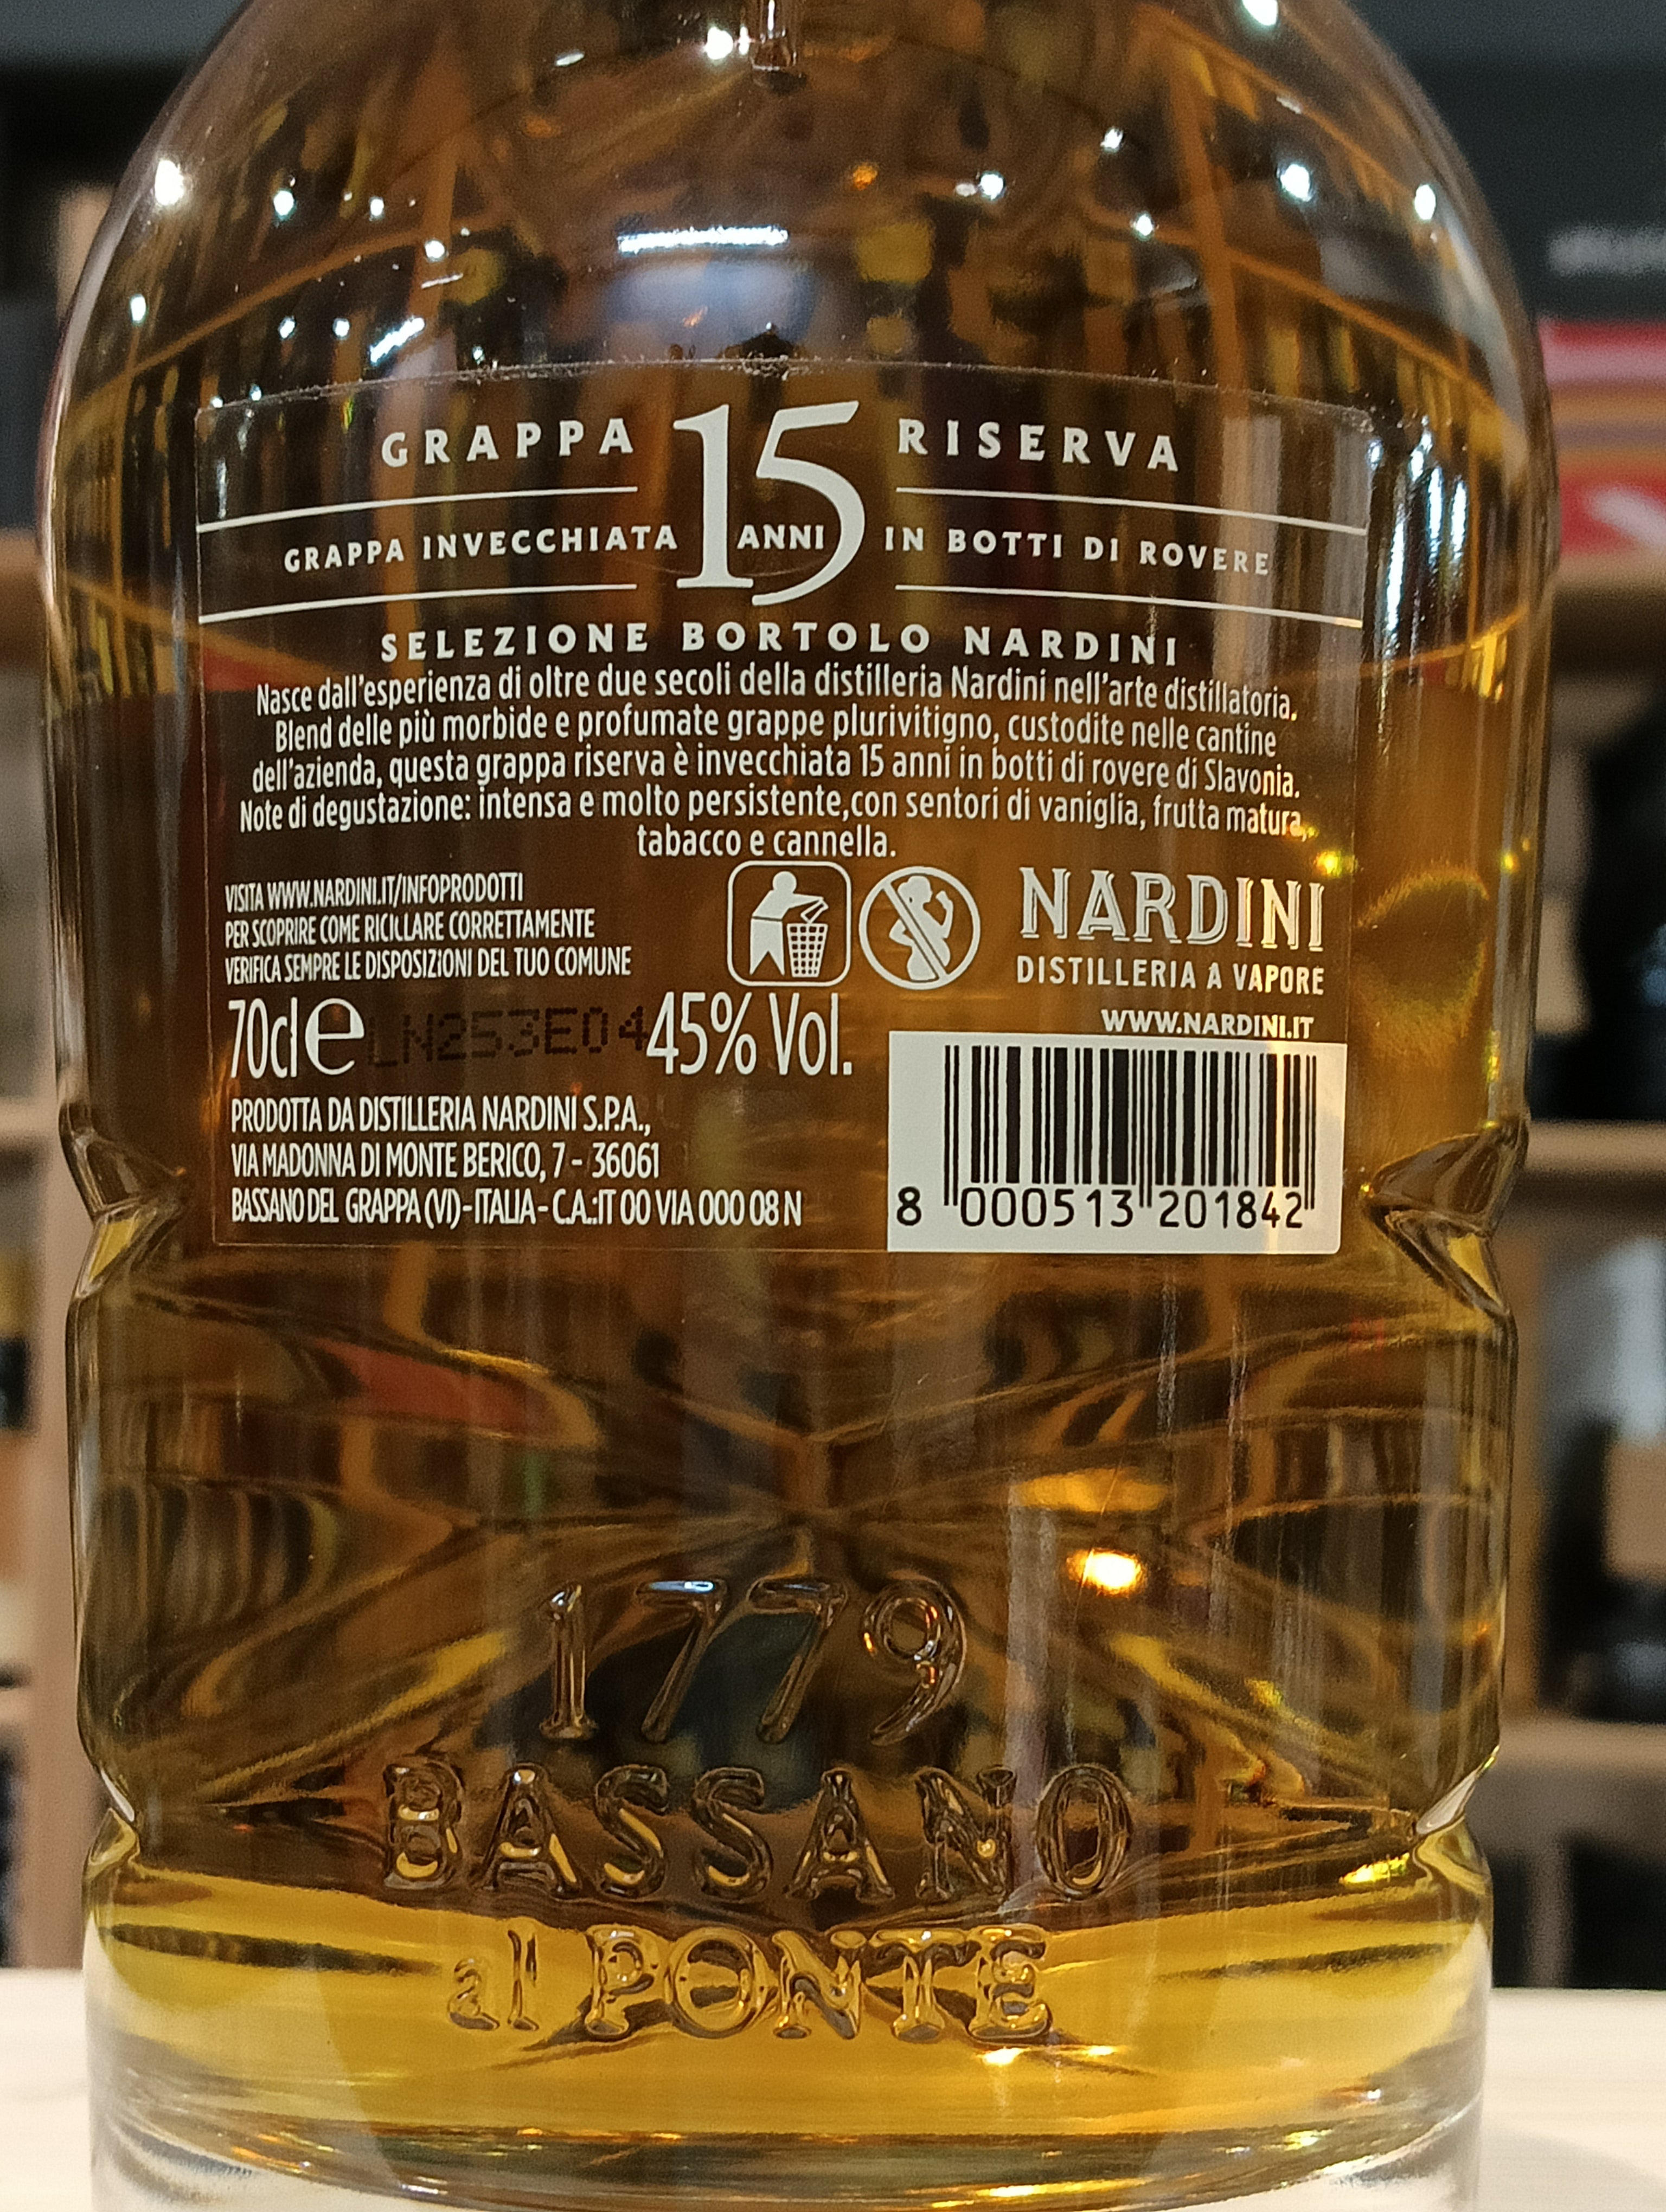 GRAPPA 15 RISERVA
GRAPPA INVECCHIATA ANNI IN BOTTI DI ROVERE
SELEZIONE BORTOLO NARDINI
Nasce dall'esperienza di oltre due secoli della distilleria Nardini nell'arte distillatoria.
Blend delle più morbide e profumate grappe plurivitigno, custodite nelle cantine
dell'azienda, questa grappa riserva è invecchiata 15 anni in botti di rovere di Slavonia.
Note di degustazione: intensa e molto persistente,con sentori di vaniglia, frutta matura,
tabacco e cannella.
VISITA WWW.NARDINI.IT/INFOPRODOTTI
PER SCOPRIRE COME RICICLARE CORRETTAMENTE
VERIFICA SEMPRE LE DISPOSIZIONI DEL TUO COMUNE
NARDINI
DISTILLERIA A VAPORE
WWW.NARDINI.IT
70cl e LN253E04 45% Vol.
PRODOTTA DA DISTILLERIA NARDINI S.P.A.,
VIA MADONNA DI MONTE BERICO, 7 - 36061
BASSANO DEL GRAPPA (VI) - ITALIA - C.A.:IT 00 VIA 000 08 N
8 000513 201842
1779
BASSANO
al PONTE